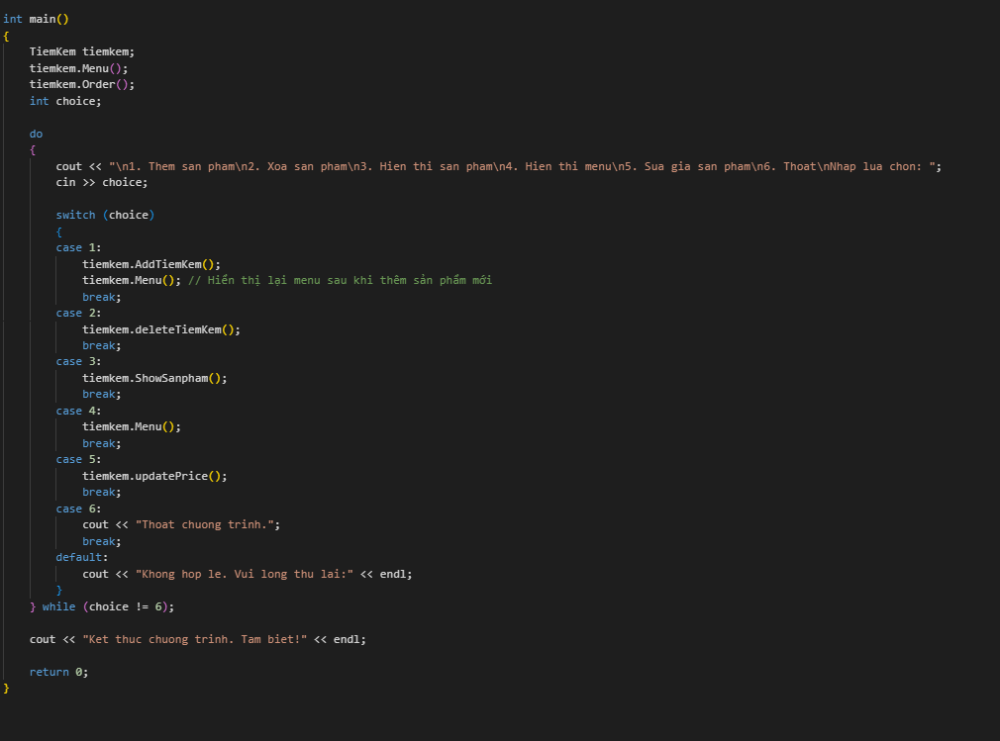 int main()
{
    TiemKem tiemkem;
    tiemkem.Menu();
    tiemkem.Order();
    int choice;

    do
    {
        cout << "\n1. Them san pham\n2. Xoa san pham\n3. Hien thi san pham\n4. Hien thi menu\n5. Sua gia san pham\n6. Thoat\nNhap lua chon: ";
        cin >> choice;

        switch (choice)
        {
        case 1:
            tiemkem.AddTiemKem();
            tiemkem.Menu(); // Hiển thị lại menu sau khi thêm sản phẩm mới
            break;
        case 2:
            tiemkem.deleteTiemKem();
            break;
        case 3:
            tiemkem.ShowSanpham();
            break;
        case 4:
            tiemkem.Menu();
            break;
        case 5:
            tiemkem.updatePrice();
            break;
        case 6:
            cout << "Thoat chuong trinh.";
            break;
        default:
            cout << "Khong hop le. Vui long thu lai:" << endl;
        }
    } while (choice != 6);

    cout << "Ket thuc chuong trinh. Tam biet!" << endl;

    return 0;
}